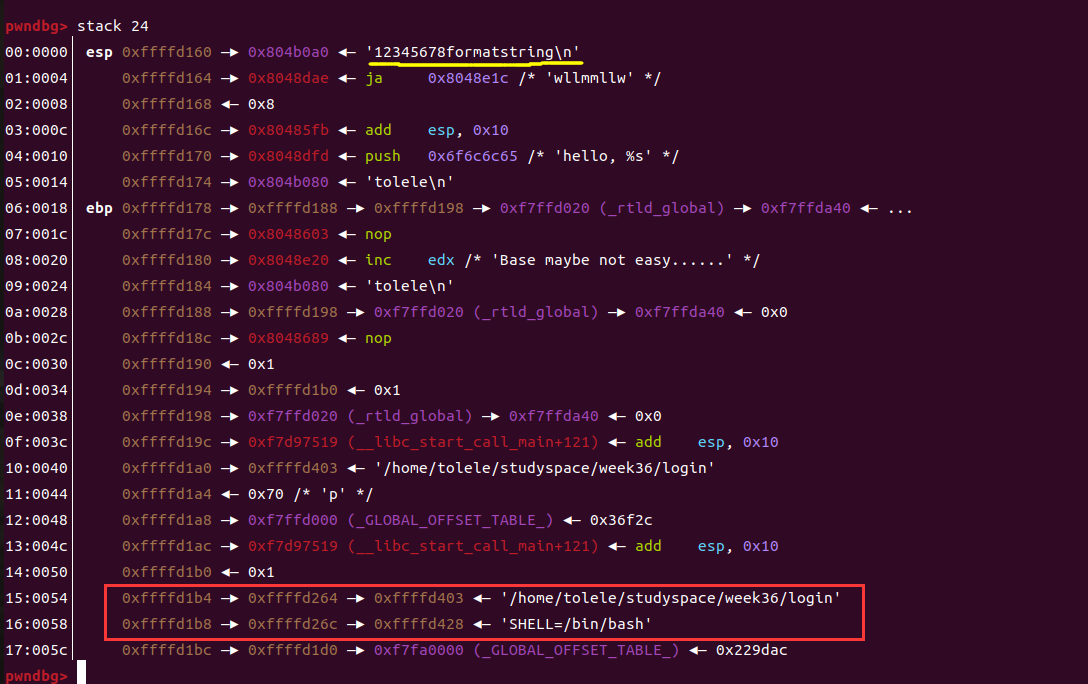 pwndbg> stack 24
00:0000│ esp 0xffffd160 —▸ 0x804b0a0 ◂— '12345678formatstring\n'
01:0004│     0xffffd164 —▸ 0x8048dae ◂— ja     0x8048e1c /* 'wllmmllw' */
02:0008│     0xffffd168 ◂— 0x8
03:000c│     0xffffd16c —▸ 0x80485fb ◂— add    esp, 0x10
04:0010│     0xffffd170 —▸ 0x8048dfd ◂— push   0x6f6c6c65 /* 'hello, %s' */
05:0014│     0xffffd174 —▸ 0x804b080 ◂— 'tolele\n'
06:0018│ ebp 0xffffd178 —▸ 0xffffd188 —▸ 0xffffd198 —▸ 0xf7ffd020 (_rtld_global) —▸ 0xf7ffda40 ◂— ...
07:001c│     0xffffd17c —▸ 0x8048603 ◂— nop
08:0020│     0xffffd180 —▸ 0x8048e20 ◂— inc    edx /* 'Base maybe not easy......' */
09:0024│     0xffffd184 —▸ 0x804b080 ◂— 'tolele\n'
0a:0028│     0xffffd188 —▸ 0xffffd198 —▸ 0xf7ffd020 (_rtld_global) —▸ 0xf7ffda40 ◂— 0x0
0b:002c│     0xffffd18c —▸ 0x8048689 ◂— nop
0c:0030│     0xffffd190 ◂— 0x1
0d:0034│     0xffffd194 —▸ 0xffffd1b0 ◂— 0x1
0e:0038│     0xffffd198 —▸ 0xf7ffd020 (_rtld_global) —▸ 0xf7ffda40 ◂— 0x0
0f:003c│     0xffffd19c —▸ 0xf7d97519 (__libc_start_call_main+121) ◂— add    esp, 0x10
10:0040│     0xffffd1a0 —▸ 0xffffd403 ◂— '/home/tolele/studyspace/week36/login'
11:0044│     0xffffd1a4 ◂— 0x70 /* 'p' */
12:0048│     0xffffd1a8 —▸ 0xf7ffd000 (_GLOBAL_OFFSET_TABLE_) ◂— 0x36f2c
13:004c│     0xffffd1ac —▸ 0xf7d97519 (__libc_start_call_main+121) ◂— add    esp, 0x10
14:0050│     0xffffd1b0 ◂— 0x1
15:0054│     0xffffd1b4 —▸ 0xffffd264 —▸ 0xffffd403 ◂— '/home/tolele/studyspace/week36/login'
16:0058│     0xffffd1b8 —▸ 0xffffd26c —▸ 0xffffd428 ◂— 'SHELL=/bin/bash'
17:005c│     0xffffd1bc —▸ 0xffffd1d0 —▸ 0xf7fa0000 (_GLOBAL_OFFSET_TABLE_) ◂— 0x229dac
pwndbg>